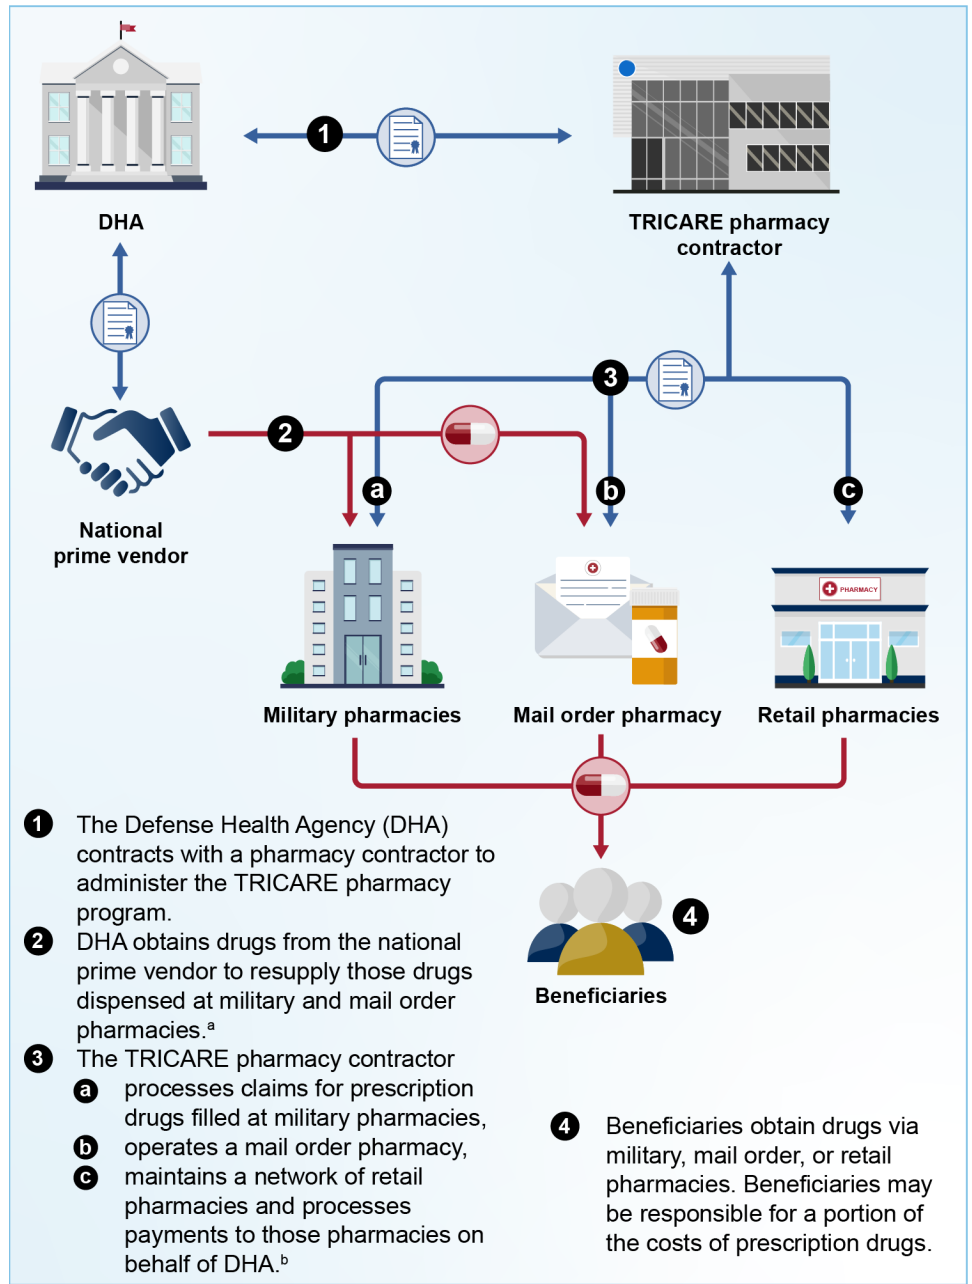 1
DHA
TRICARE pharmacy
contractor
3
2
a
b
c
National
prime vendor
PHARMACY
Military pharmacies
Mail order pharmacy
Retail pharmacies
4
Beneficiaries
1 The Defense Health Agency (DHA)
contracts with a pharmacy contractor to
administer the TRICARE pharmacy
program.
2 DHA obtains drugs from the national
prime vendor to resupply those drugs
dispensed at military and mail order
pharmacies.ᵃ
3 The TRICARE pharmacy contractor
a processes claims for prescription
drugs filled at military pharmacies,
b operates a mail order pharmacy,
c maintains a network of retail
pharmacies and processes
payments to those pharmacies on
behalf of DHA.ᵇ
4 Beneficiaries obtain drugs via
military, mail order, or retail
pharmacies. Beneficiaries may
be responsible for a portion of
the costs of prescription drugs.